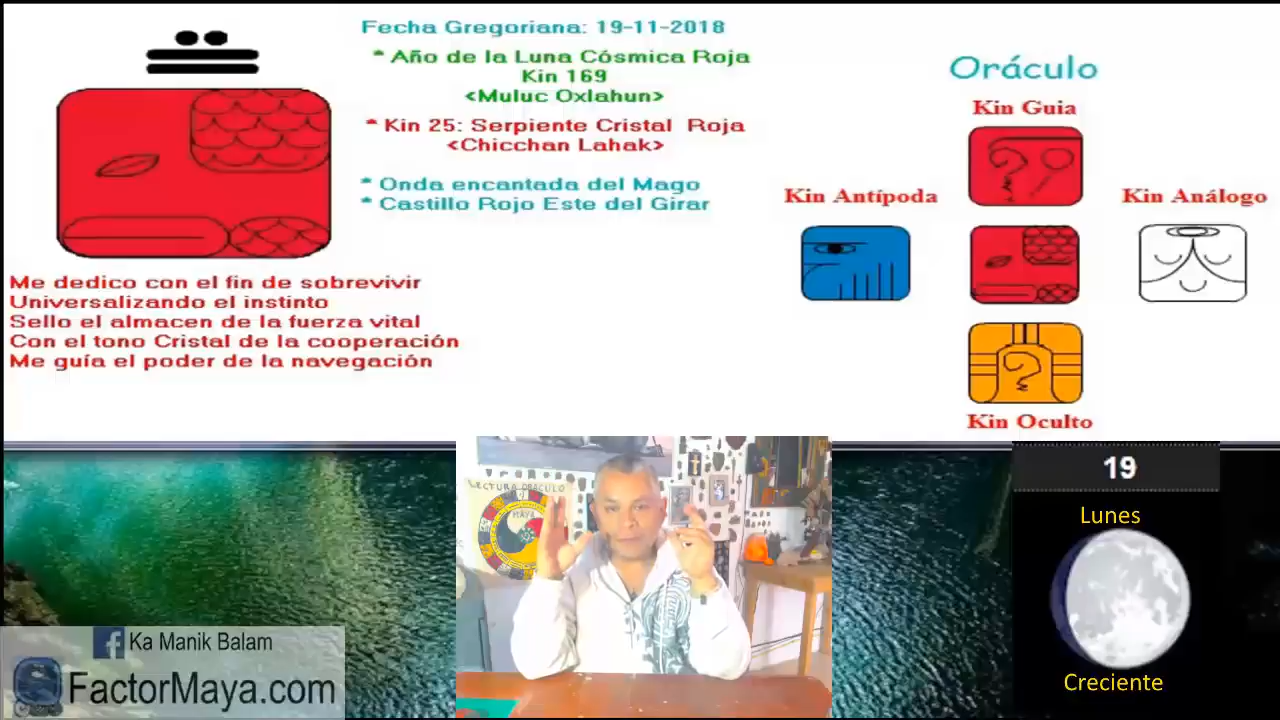 Fecha Gregoriana: 19-11-2018
* Año de la Luna Cósmica Roja
Kin 169
<Muluc Oxlahun>
* Kin 25: Serpiente Cristal Roja
<Chicchan Lahak>
* Onda encantada del Mago
* Castillo Rojo Este del Girar
Me dedico con el fin de sobrevivir
Universalizando el instinto
Sello el almacen de la fuerza vital
Con el tono Cristal de la cooperación
Me guía el poder de la navegación
Oráculo
Kin Guia
Kin Antípoda
Kin Análogo
Kin Oculto
LECTURA ORACULO
MAYA
19
Lunes
Creciente
Ka Manik Balam
FactorMaya.com